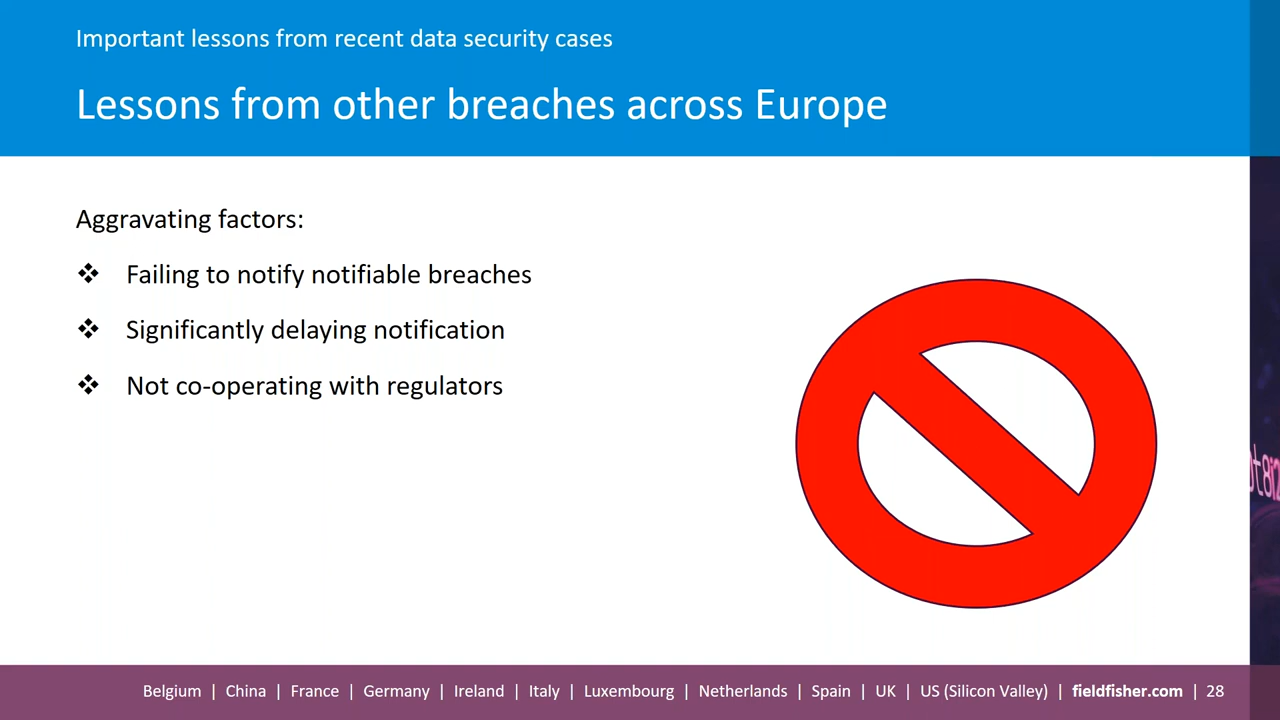 Important lessons from recent data security cases
Lessons from other breaches across Europe
Aggravating factors:
❖ Failing to notify notifiable breaches
❖ Significantly delaying notification
❖ Not co-operating with regulators
Belgium | China | France | Germany | Ireland | Italy | Luxembourg | Netherlands | Spain | UK | US (Silicon Valley) | fieldfisher.com | 28